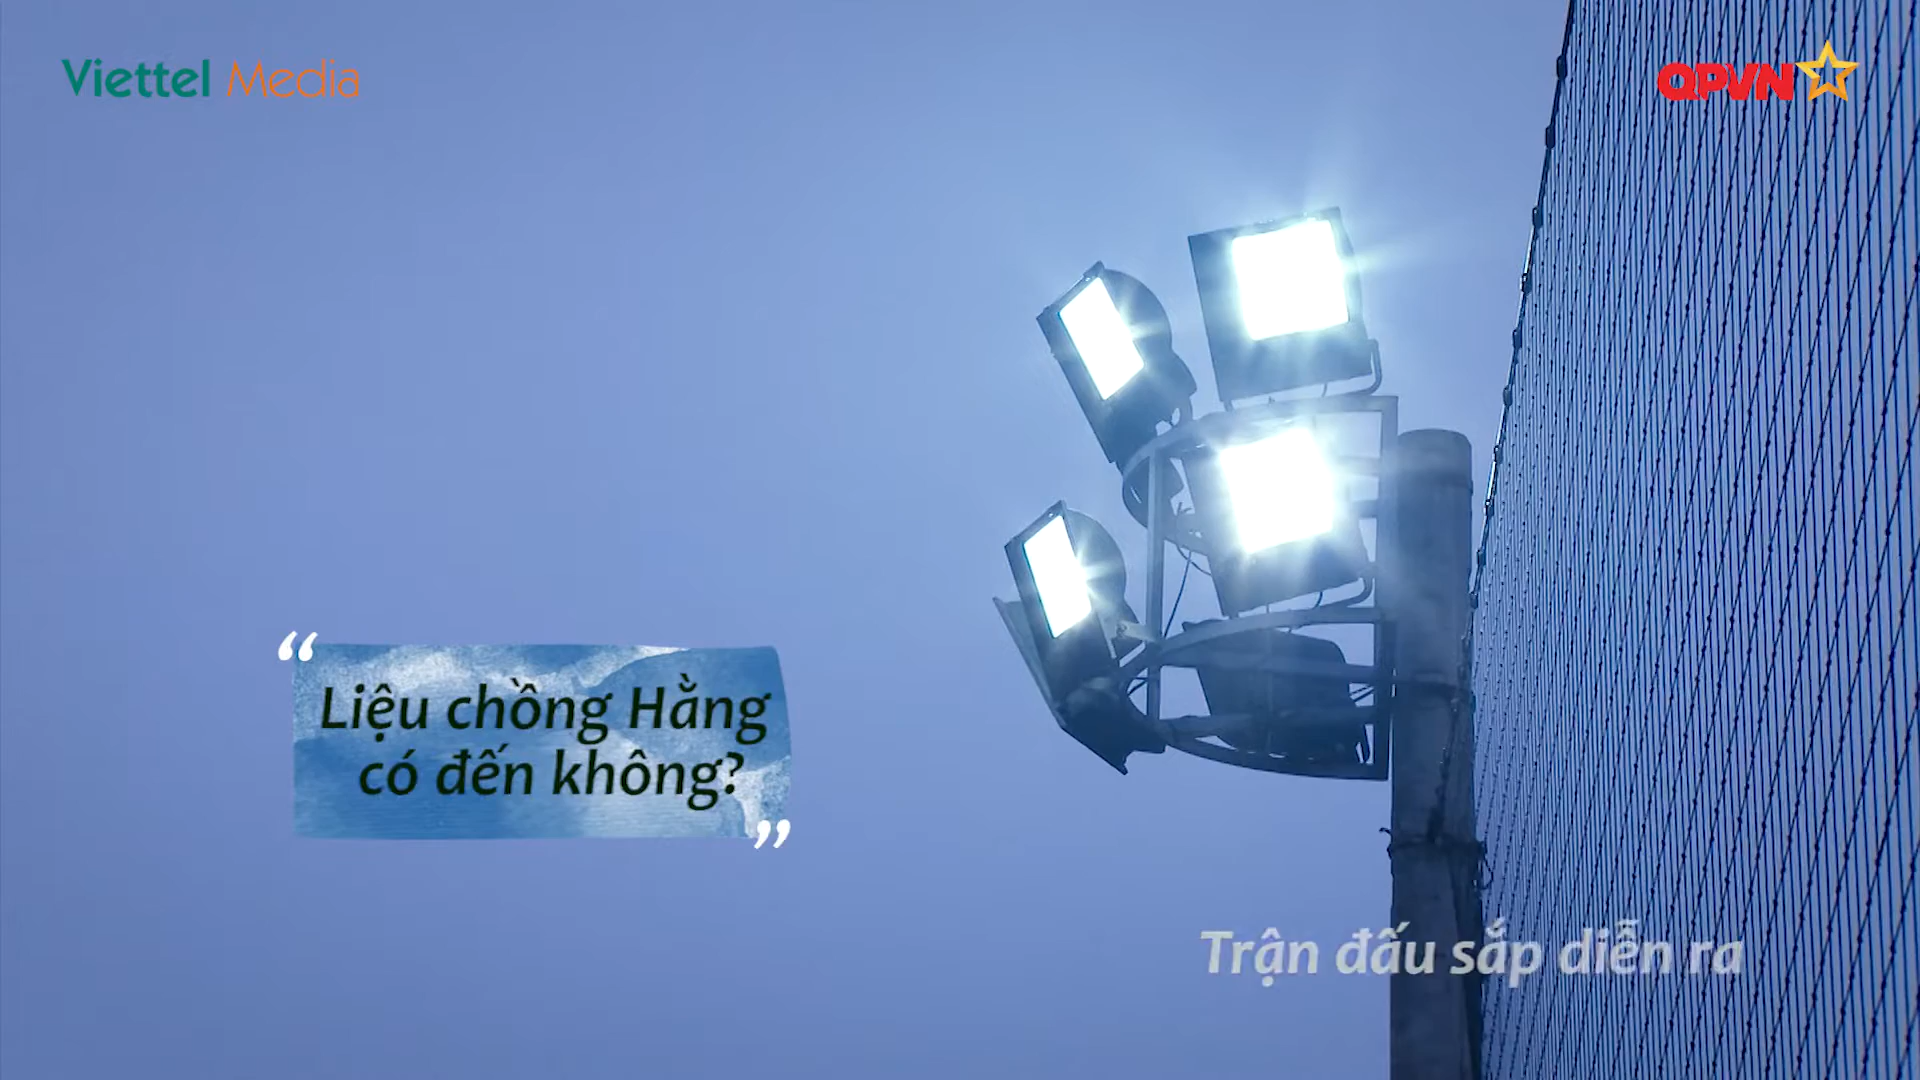 Viettel Media
QPVN
“
Liệu chồng Hằng
có đến không?
”
Trận đấu sắp diễn ra